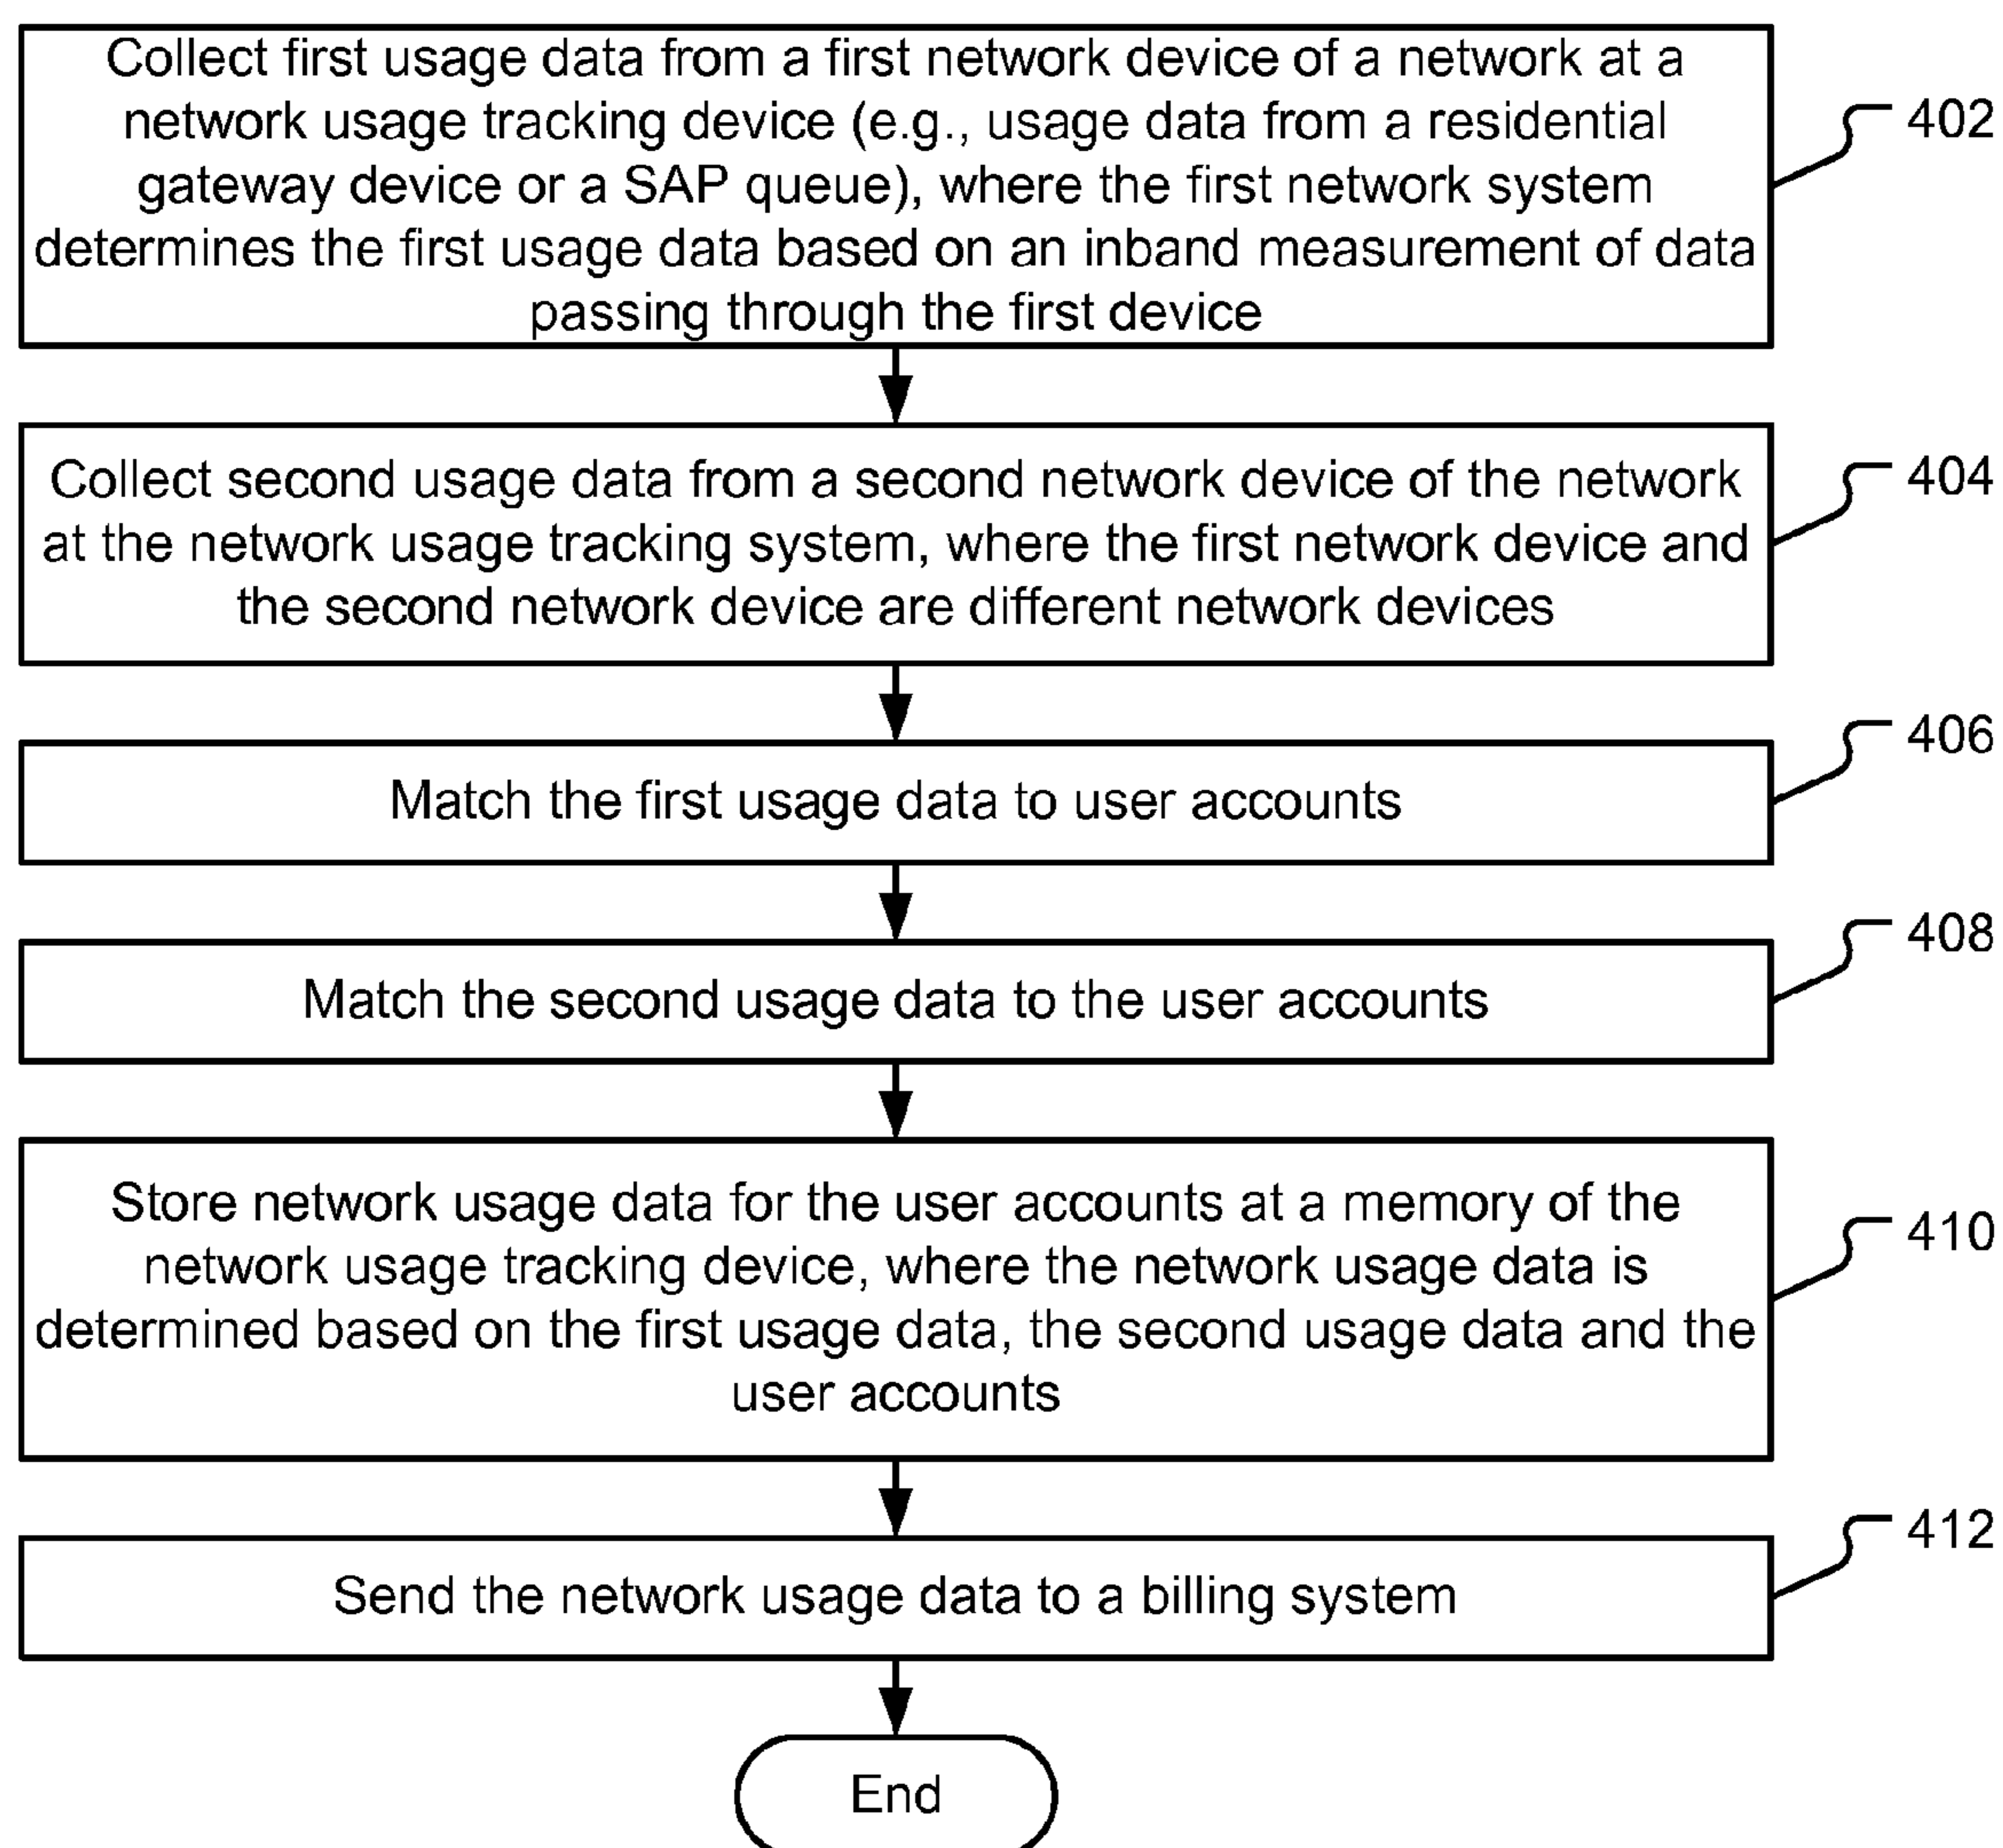 Collect first usage data from a first network device of a network at a
network usage tracking device (e.g., usage data from a residential
gateway device or a SAP queue), where the first network system
determines the first usage data based on an inband measurement of data
passing through the first device
402
Collect second usage data from a second network device of the network
at the network usage tracking system, where the first network device and
the second network device are different network devices
404
Match the first usage data to user accounts
406
Match the second usage data to the user accounts
408
Store network usage data for the user accounts at a memory of the
network usage tracking device, where the network usage data is
determined based on the first usage data, the second usage data and the
user accounts
410
Send the network usage data to a billing system
412
End